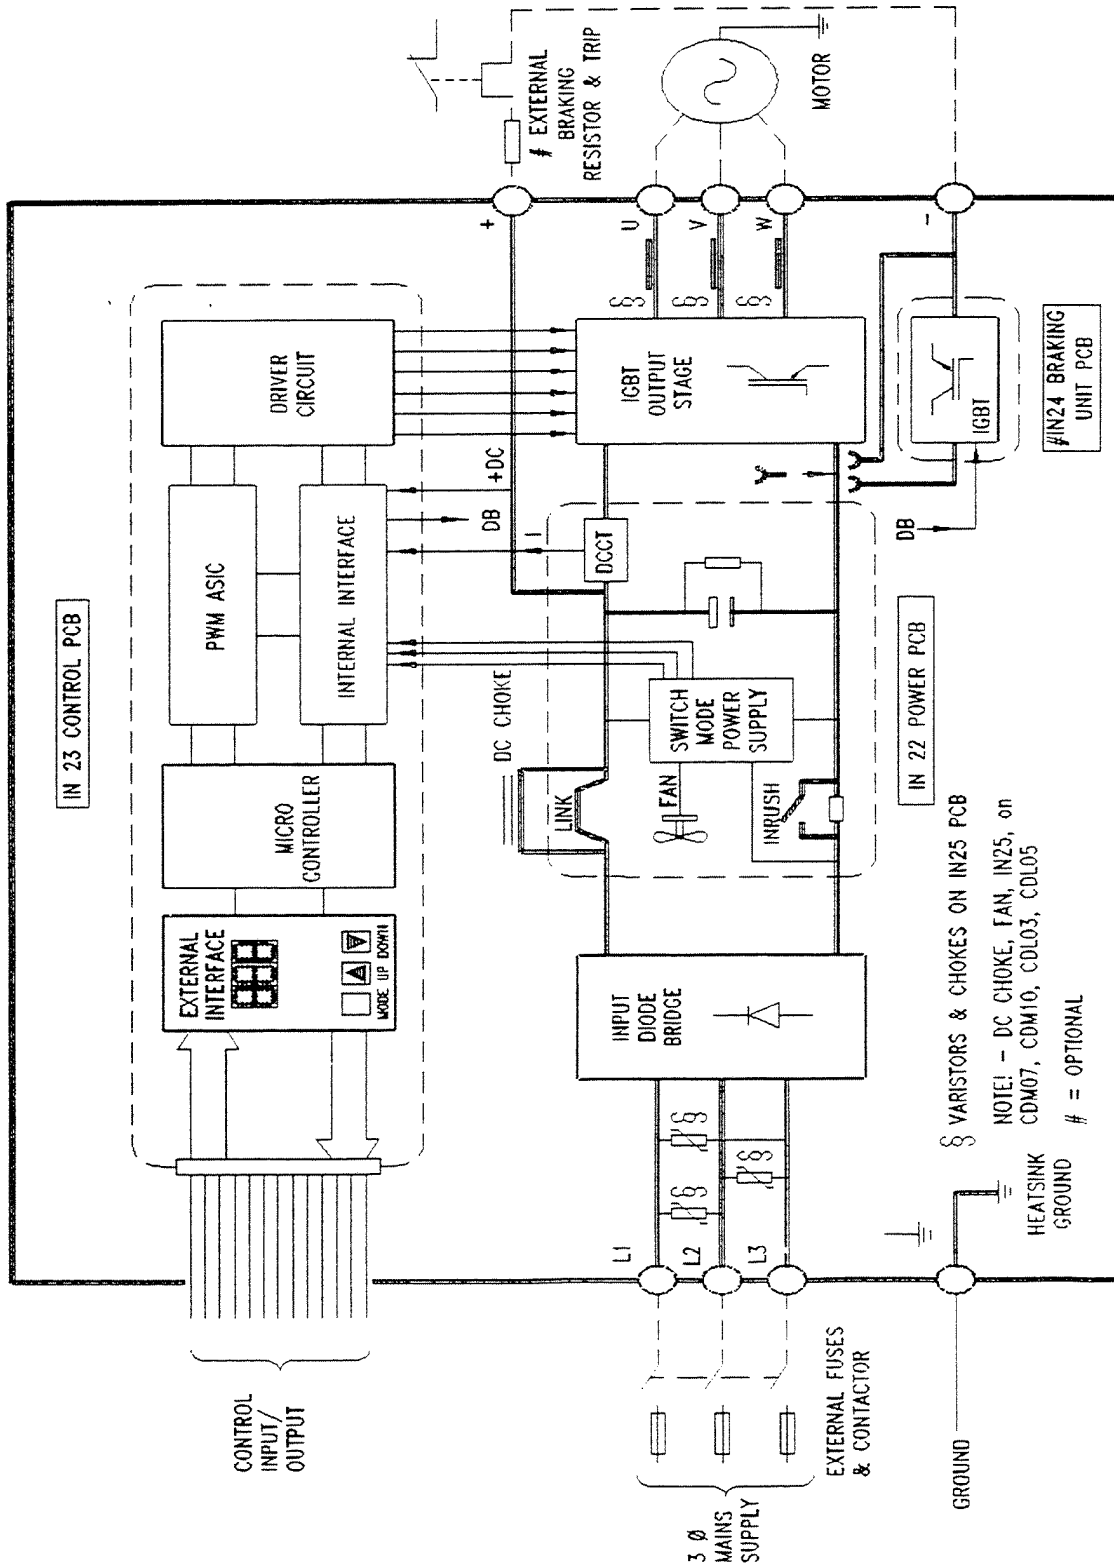 IN 23 CONTROL PCB
CONTROL
INPUT/
OUTPUT
EXTERNAL
INTERFACE
MODE UP DOWN
MICRO
CONTROLLER
PWM ASIC
INTERNAL INTERFACE
DRIVER
CIRCUIT
DC CHOKE
I
DB
+DC
+
# EXTERNAL
BRAKING
RESISTOR & TRIP
3 Ø
MAINS
SUPPLY
EXTERNAL FUSES
& CONTACTOR
L1
L2
L3
§
§
§
INPUT
DIODE
BRIDGE
LINK
FAN
INRUSH
SWITCH
MODE
POWER
SUPPLY
DCCT
IGBT
OUTPUT
STAGE
§
§
§
U
V
W
MOTOR
-
DB
IGBT
#IN24 BRAKING
UNIT PCB
IN 22 POWER PCB
GROUND
HEATSINK
GROUND
§ VARISTORS & CHOKES ON IN25 PCB
NOTE! - DC CHOKE, FAN, IN25, on
CDM07, CDM10, CDL03, CDL05
# = OPTIONAL